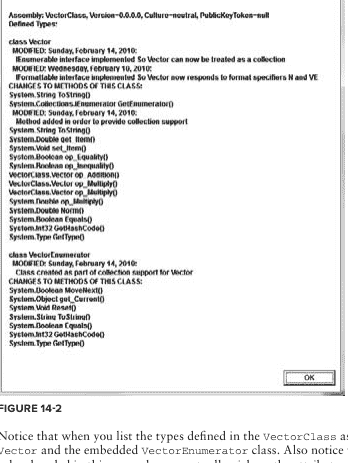 Assembly: VectorClass, Version=0.0.0.0, Culture=neutral, PublicKeyToken=null
Defined Types:
class Vector
MODIFIED: Sunday, February 14, 2010:
IEnumerable interface implemented So Vector can now be treated as a collection
MODIFIED: Wednesday, February 10, 2010:
IFormattable interface implemented So Vector now responds to format specifiers N and VE
CHANGES TO METHODS OF THIS CLASS:
System.String ToString()
System.Collections.IEnumerator GetEnumerator()
MODIFIED: Sunday, February 14, 2010:
Method added in order to provide collection support
System.String ToString()
System.Double get_Item()
System.Void set_Item()
System.Boolean op_Equality()
System.Boolean op_Inequality()
VectorClass.Vector op_Addition()
VectorClass.Vector op_Multiply()
VectorClass.Vector op_Multiply()
System.Double op_Multiply()
System.Double Norm()
System.Boolean Equals()
System.Int32 GetHashCode()
System.Type GetType()
class VectorEnumerator
MODIFIED: Sunday, February 14, 2010:
Class created as part of collection support for Vector
CHANGES TO METHODS OF THIS CLASS:
System.Boolean MoveNext()
System.Object get_Current()
System.Void Reset()
System.String ToString()
System.Boolean Equals()
System.Int32 GetHashCode()
System.Type GetType()
OK
FIGURE 14-2
Notice that when you list the types defined in the VectorClass as
Vector and the embedded VectorEnumerator class. Also notice